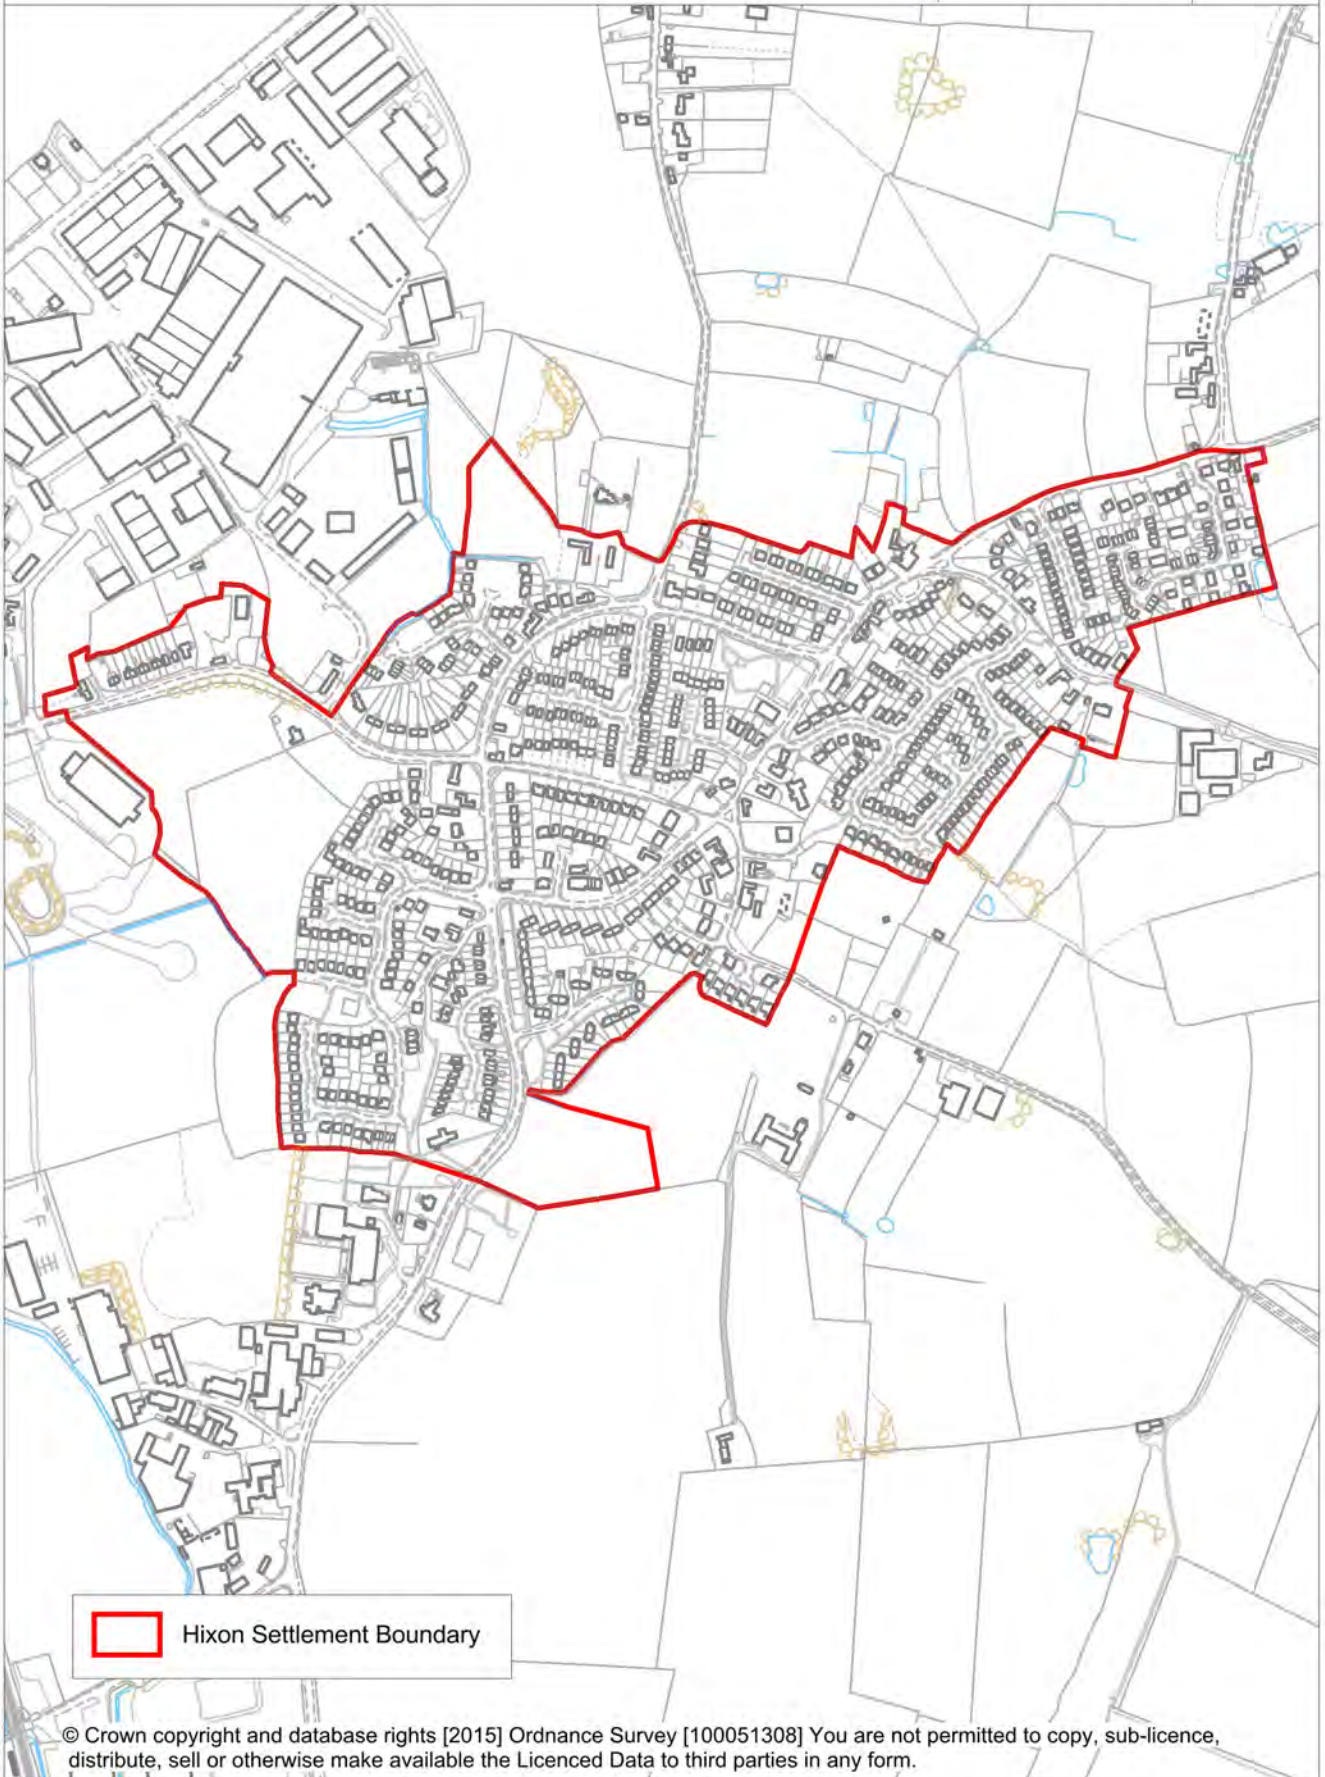 Hixon Settlement Boundary
© Crown copyright and database rights [2015] Ordnance Survey [100051308] You are not permitted to copy, sub-licence,
distribute, sell or otherwise make available the Licenced Data to third parties in any form.